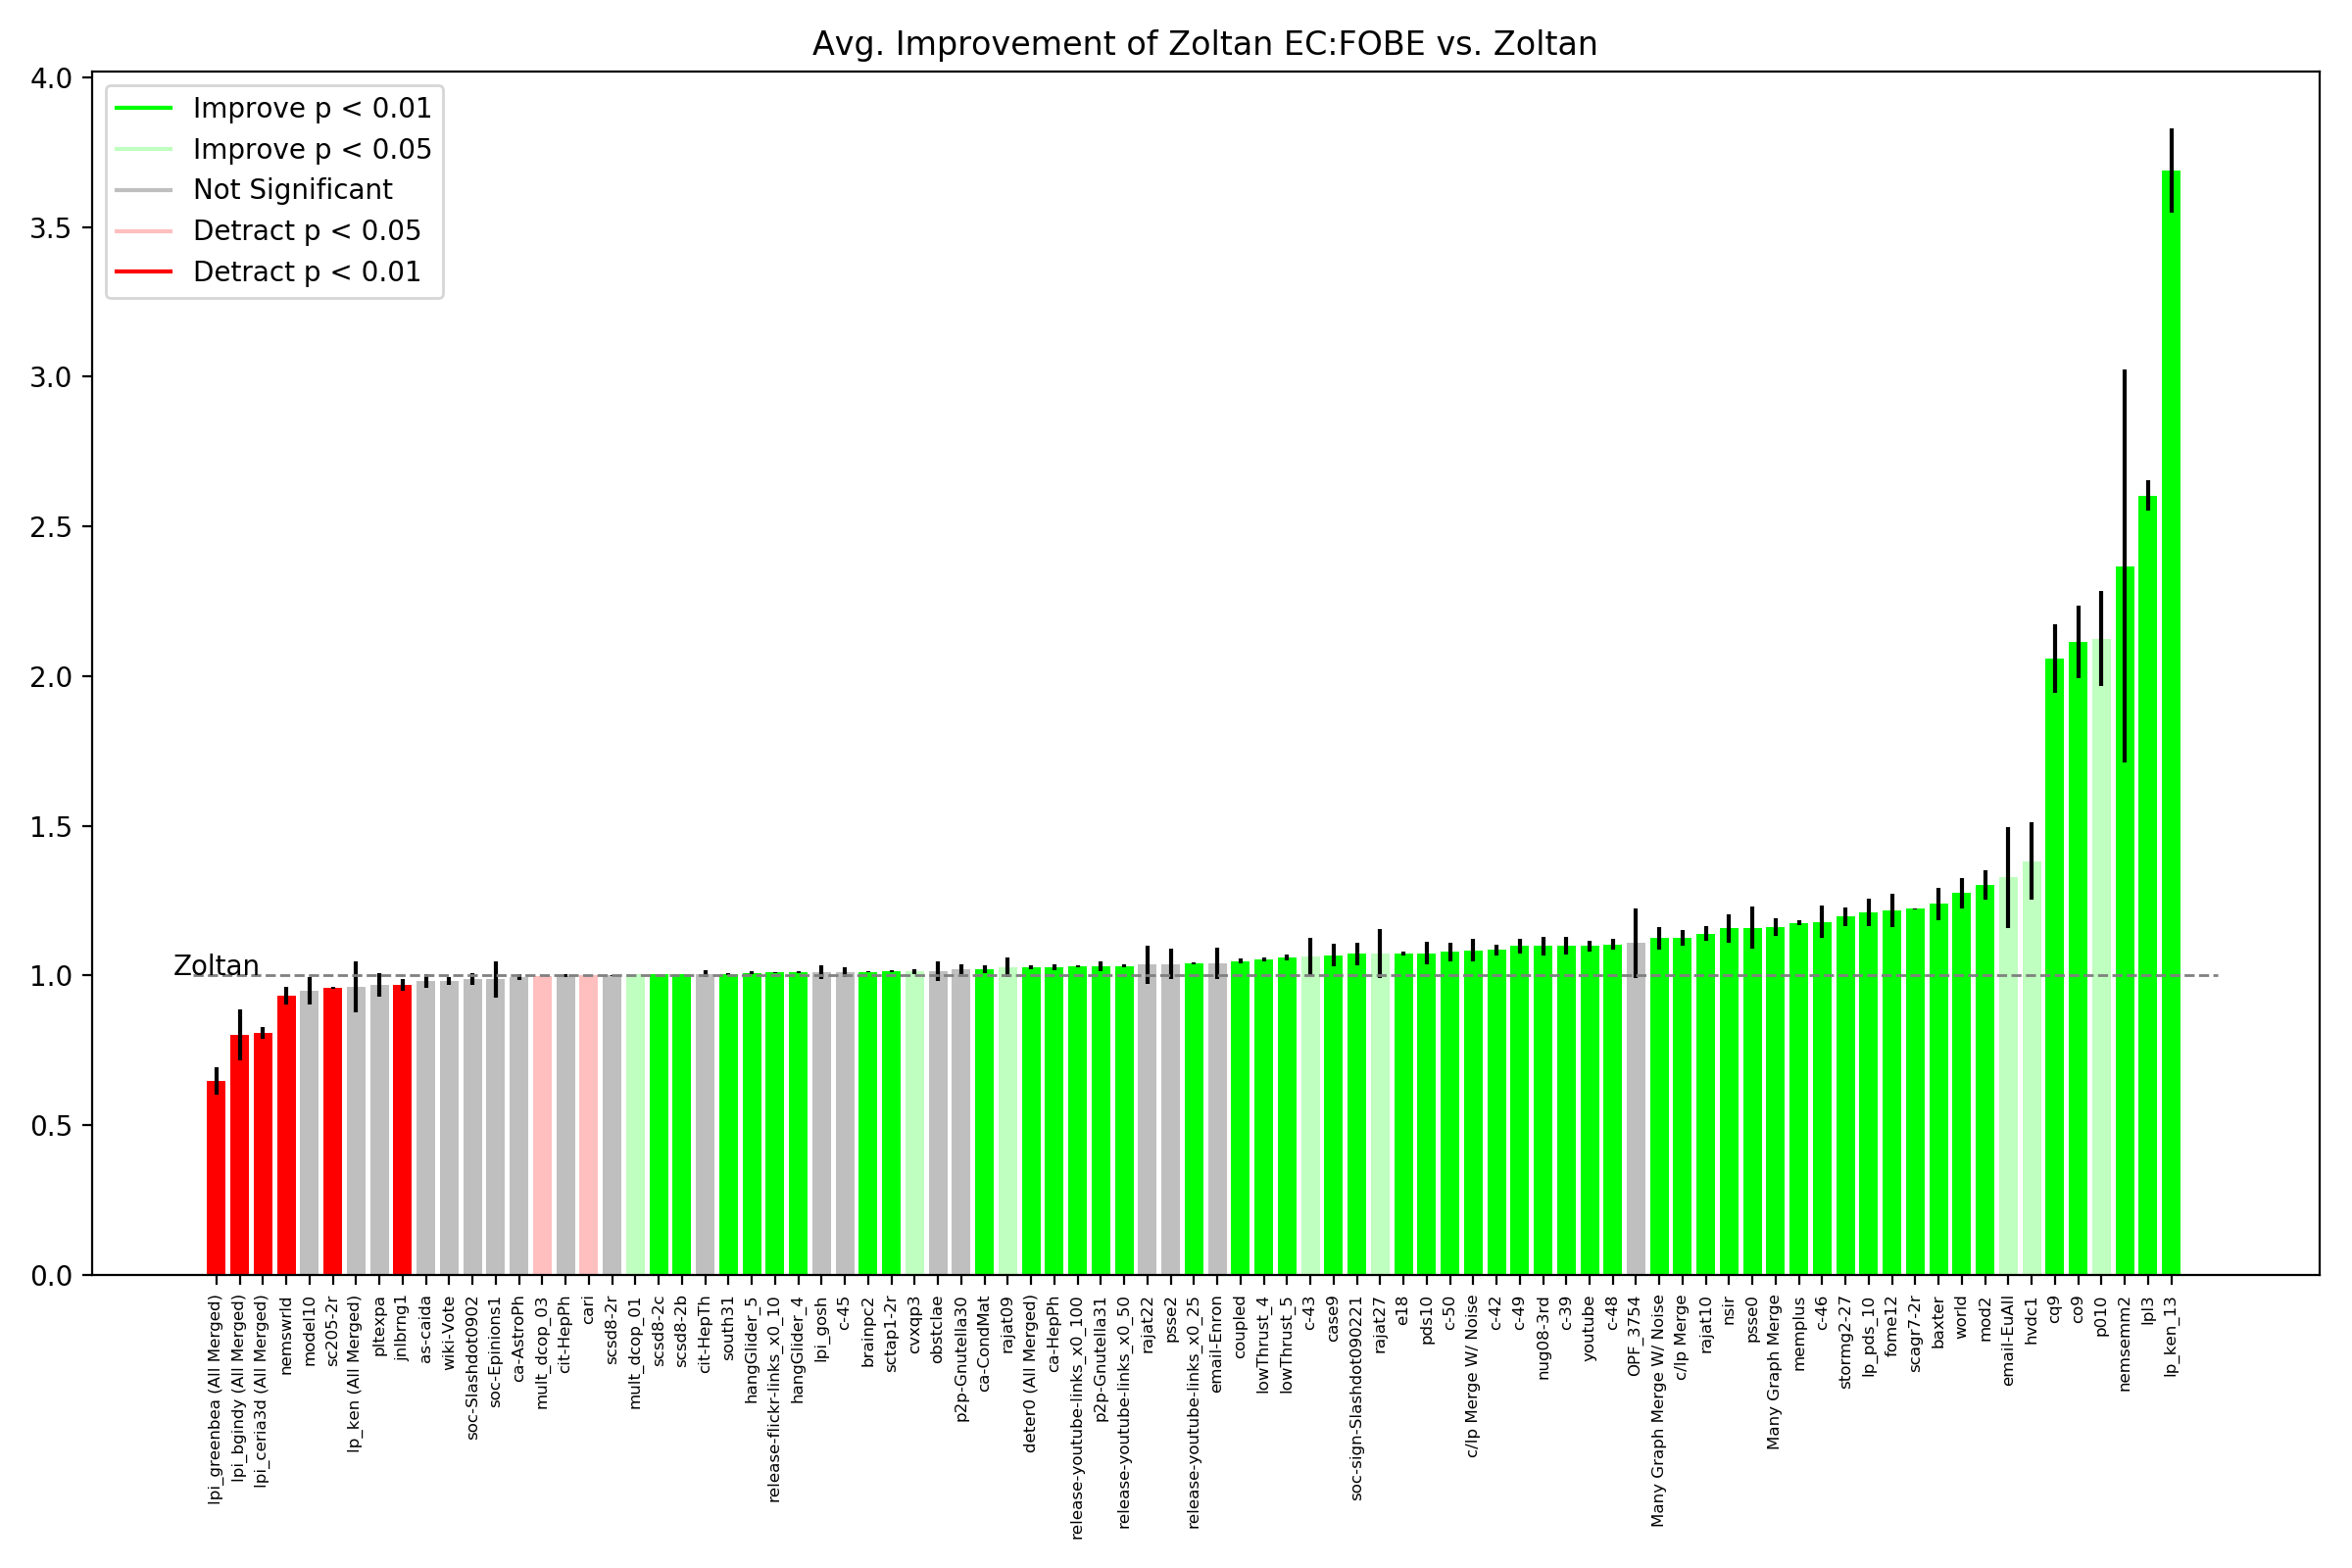 Avg. Improvement of Zoltan EC:FOBE vs. Zoltan
4.0
3.5
3.0
2.5
2.0
1.5
1.0
0.5
0.0
Improve p < 0.01
Improve p < 0.05
Not Significant
Detract p < 0.05
Detract p < 0.01
Zoltan
lpi_greenbea (All Merged)
lpi_bgindy (All Merged)
lpi_ceria3d (All Merged)
nemswrld
model10
sc205-2r
lp_ken (All Merged)
pltexpa
jnlbrng1
as-caida
wiki-Vote
soc-Slashdot0902
soc-Epinions1
ca-AstroPh
mult_dcop_03
cit-HepPh
cari
scsd8-2r
mult_dcop_01
scsd8-2c
scsd8-2b
cit-HepTh
south31
hangGlider_5
release-flickr-links_x0_10
hangGlider_4
lpi_gosh
c-45
brainpc2
sctap1-2r
cvxqp3
obstclae
p2p-Gnutella30
ca-CondMat
rajat09
deter0 (All Merged)
ca-HepPh
release-youtube-links_x0_100
p2p-Gnutella31
release-youtube-links_x0_50
rajat22
psse2
release-youtube-links_x0_25
email-Enron
coupled
lowThrust_4
lowThrust_5
c-43
case9
soc-sign-Slashdot090221
rajat27
e18
pds10
c-50
c/lp Merge W/ Noise
c-42
c-49
nug08-3rd
c-39
youtube
c-48
OPF_3754
Many Graph Merge W/ Noise
c/lp Merge
rajat10
nsir
psse0
Many Graph Merge
memplus
c-46
stormg2-27
lp_pds_10
fome12
scagr7-2r
baxter
world
mod2
email-EuAll
hvdc1
cq9
co9
p010
nemsemm2
lpl3
lp_ken_13